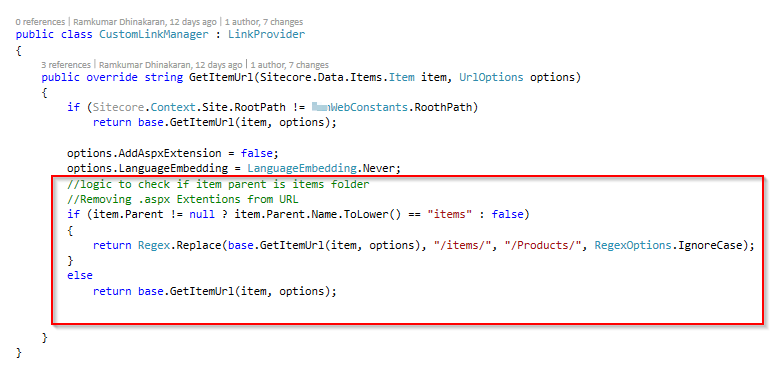 0 references | Ramkumar Dhinakaran, 12 days ago | 1 author, 7 changes
public class CustomLinkManager : LinkProvider
{
3 references | Ramkumar Dhinakaran, 12 days ago | 1 author, 7 changes
public override string GetItemUrl(Sitecore.Data.Items.Item item, UrlOptions options)
{
if (Sitecore.Context.Site.RootPath != WebConstants.RoothPath)
return base.GetItemUrl(item, options);
options.AddAspxExtension = false;
options.LanguageEmbedding = LanguageEmbedding.Never;
//logic to check if item parent is items folder
//Removing .aspx Extentions from URL
if (item.Parent != null ? item.Parent.Name.ToLower() == "items" : false)
{
return Regex.Replace(base.GetItemUrl(item, options), "/items/", "/Products/", RegexOptions.IgnoreCase);
}
else
return base.GetItemUrl(item, options);
}
}